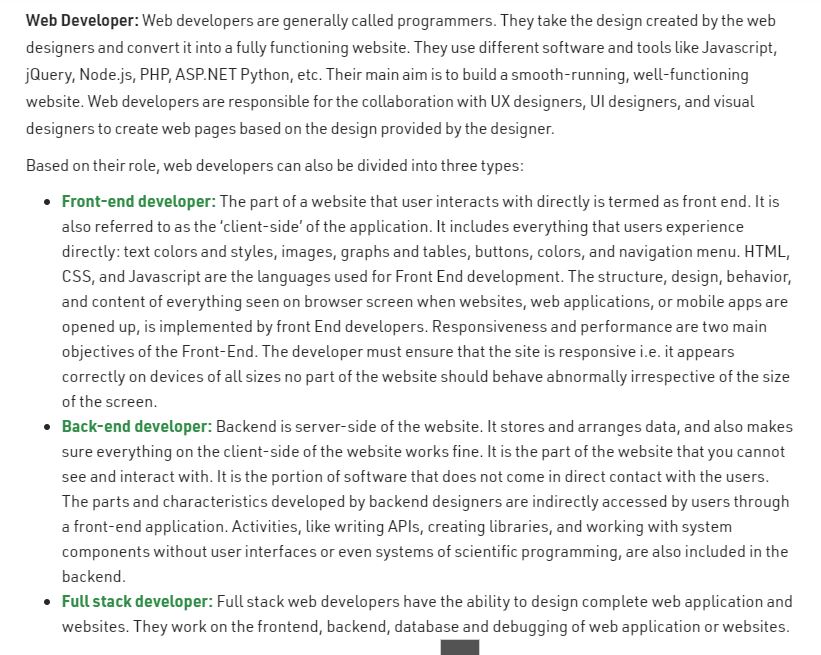 Web Developer: Web developers are generally called programmers. They take the design created by the web
designers and convert it into a fully functioning website. They use different software and tools like Javascript,
jQuery, Node.js, PHP, ASP.NET Python, etc. Their main aim is to build a smooth-running, well-functioning
website. Web developers are responsible for the collaboration with UX designers, UI designers, and visual
designers to create web pages based on the design provided by the designer.
Based on their role, web developers can also be divided into three types:
• Front-end developer: The part of a website that user interacts with directly is termed as front end. It is
also referred to as the ‘client-side’ of the application. It includes everything that users experience
directly: text colors and styles, images, graphs and tables, buttons, colors, and navigation menu. HTML,
CSS, and Javascript are the languages used for Front End development. The structure, design, behavior,
and content of everything seen on browser screen when websites, web applications, or mobile apps are
opened up, is implemented by front End developers. Responsiveness and performance are two main
objectives of the Front-End. The developer must ensure that the site is responsive i.e. it appears
correctly on devices of all sizes no part of the website should behave abnormally irrespective of the size
of the screen.
• Back-end developer: Backend is server-side of the website. It stores and arranges data, and also makes
sure everything on the client-side of the website works fine. It is the part of the website that you cannot
see and interact with. It is the portion of software that does not come in direct contact with the users.
The parts and characteristics developed by backend designers are indirectly accessed by users through
a front-end application. Activities, like writing APIs, creating libraries, and working with system
components without user interfaces or even systems of scientific programming, are also included in the
backend.
• Full stack developer: Full stack web developers have the ability to design complete web application and
websites. They work on the frontend, backend, database and debugging of web application or websites.